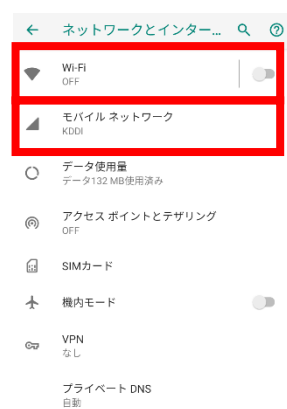 ネットワークとインター...
Wi-Fi
OFF
モバイル ネットワーク
KDDI
データ使用量
データ132 MB使用済み
アクセス ポイントとテザリング
OFF
SIMカード
機内モード
VPN
なし
プライベート DNS
自動